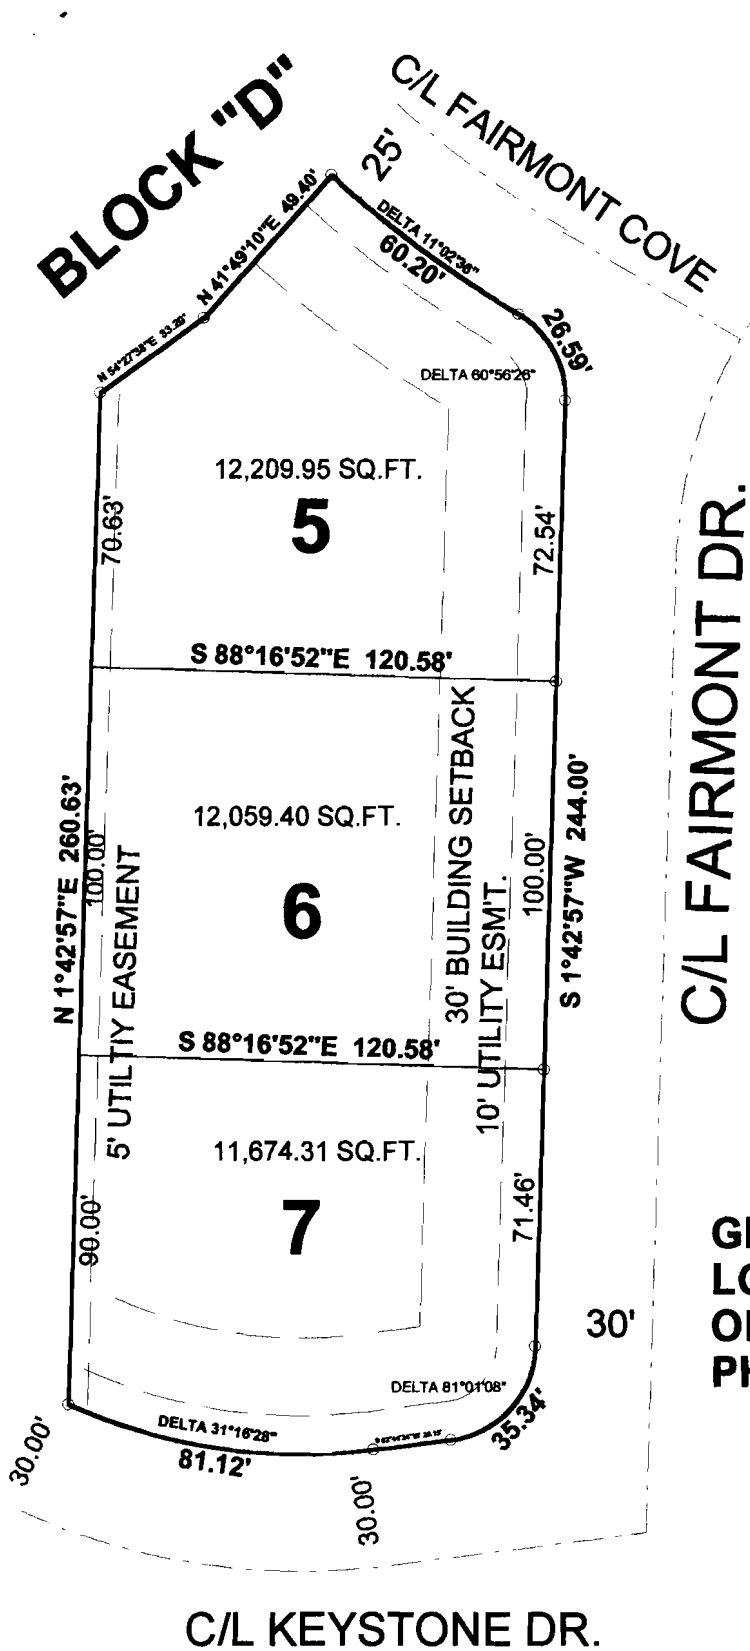 C/L FAIRMONT COVE
BLOCK "D"
25'
N 41°49'10"E 49.40'
DELTA 11°02'36"
60.20'
26.59'
N 54°27'38"E 33.20'
DELTA 60°56'26"
12,209.95 SQ.FT.
5
70.63'
72.54'
C/L FAIRMONT DR.
S 88°16'52"E 120.58'
30' BUILDING SETBACK
10' UTILITY ESM'T.
12,059.40 SQ.FT.
6
N 1°42'57"E 260.63'
100.00'
5' UTILTIY EASEMENT
100.00'
S 1°42'57"W 244.00'
S 88°16'52"E 120.58'
11,674.31 SQ.FT.
7
90.00'
71.46'
30'
DELTA 81°01'08"
35.34'
DELTA 31°16'28"
81.12'
30.00'
30.00'
C/L KEYSTONE DR.